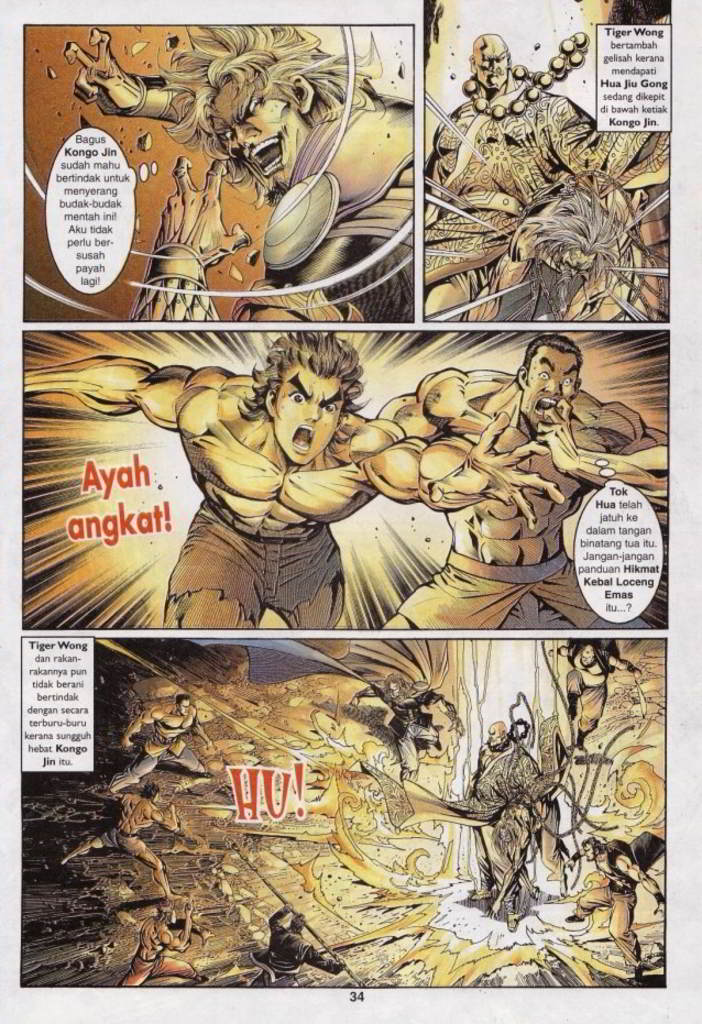 Bagus
Kongo Jin
sudah mahu
bertindak untuk
menyerang
budak-budak
mentah ini!
Aku tidak
perlu ber-
susah
payah
lagi!
Tiger Wong
bertambah
gelisah kerana
mendapati
Hua Jiu Gong
sedang dikepit
di bawah ketiak
Kongo Jin.
Ayah
angkat!
Tok
Hua telah
jatuh ke
dalam tangan
binatang tua itu.
Jangan-jangan
panduan Hikmat
Kebal Loceng
Emas
itu...?
Tiger Wong
dan rakan-
rakannya pun
tidak berani
bertindak
dengan secara
terburu-buru
kerana sungguh
hebat Kongo
Jin itu.
HU!
34